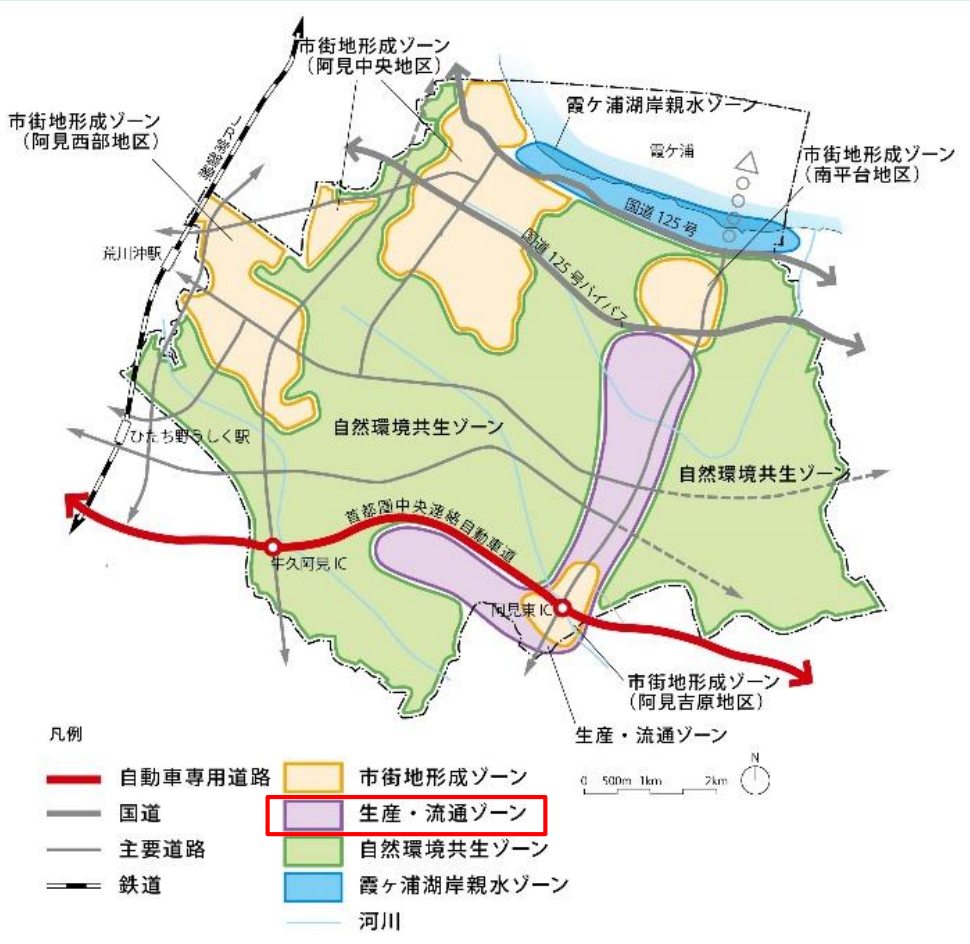 市街地形成ゾーン
(阿見中央地区)
市街地形成ゾーン
(阿見西部地区)
霞ケ浦湖岸親水ゾーン
霞ケ浦
市街地形成ゾーン
(南平台地区)
国道125号
荒川沖駅
国道125号バイパス
自然環境共生ゾーン
ひたち野うしく駅
自然環境共生ゾーン
首都圏中央連絡自動車道
牛久阿見IC
阿見東IC
市街地形成ゾーン
(阿見吉原地区)
生産・流通ゾーン
凡例
自動車専用道路
国道
主要道路
鉄道
市街地形成ゾーン
生産・流通ゾーン
自然環境共生ゾーン
霞ヶ浦湖岸親水ゾーン
河川
0 500m 1km 2km
N